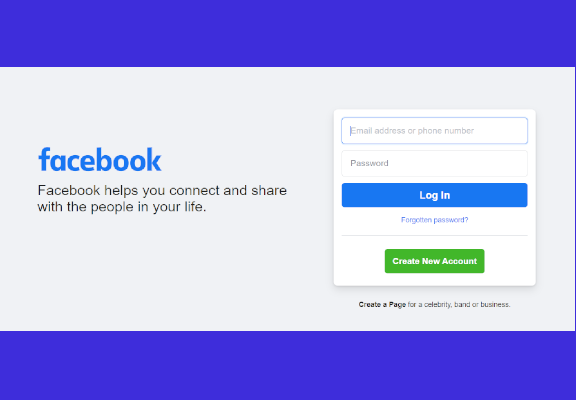 facebook
Facebook helps you connect and share
with the people in your life.
Email address or phone number
Password
Log In
Forgotten password?
Create New Account
Create a Page for a celebrity, band or business.